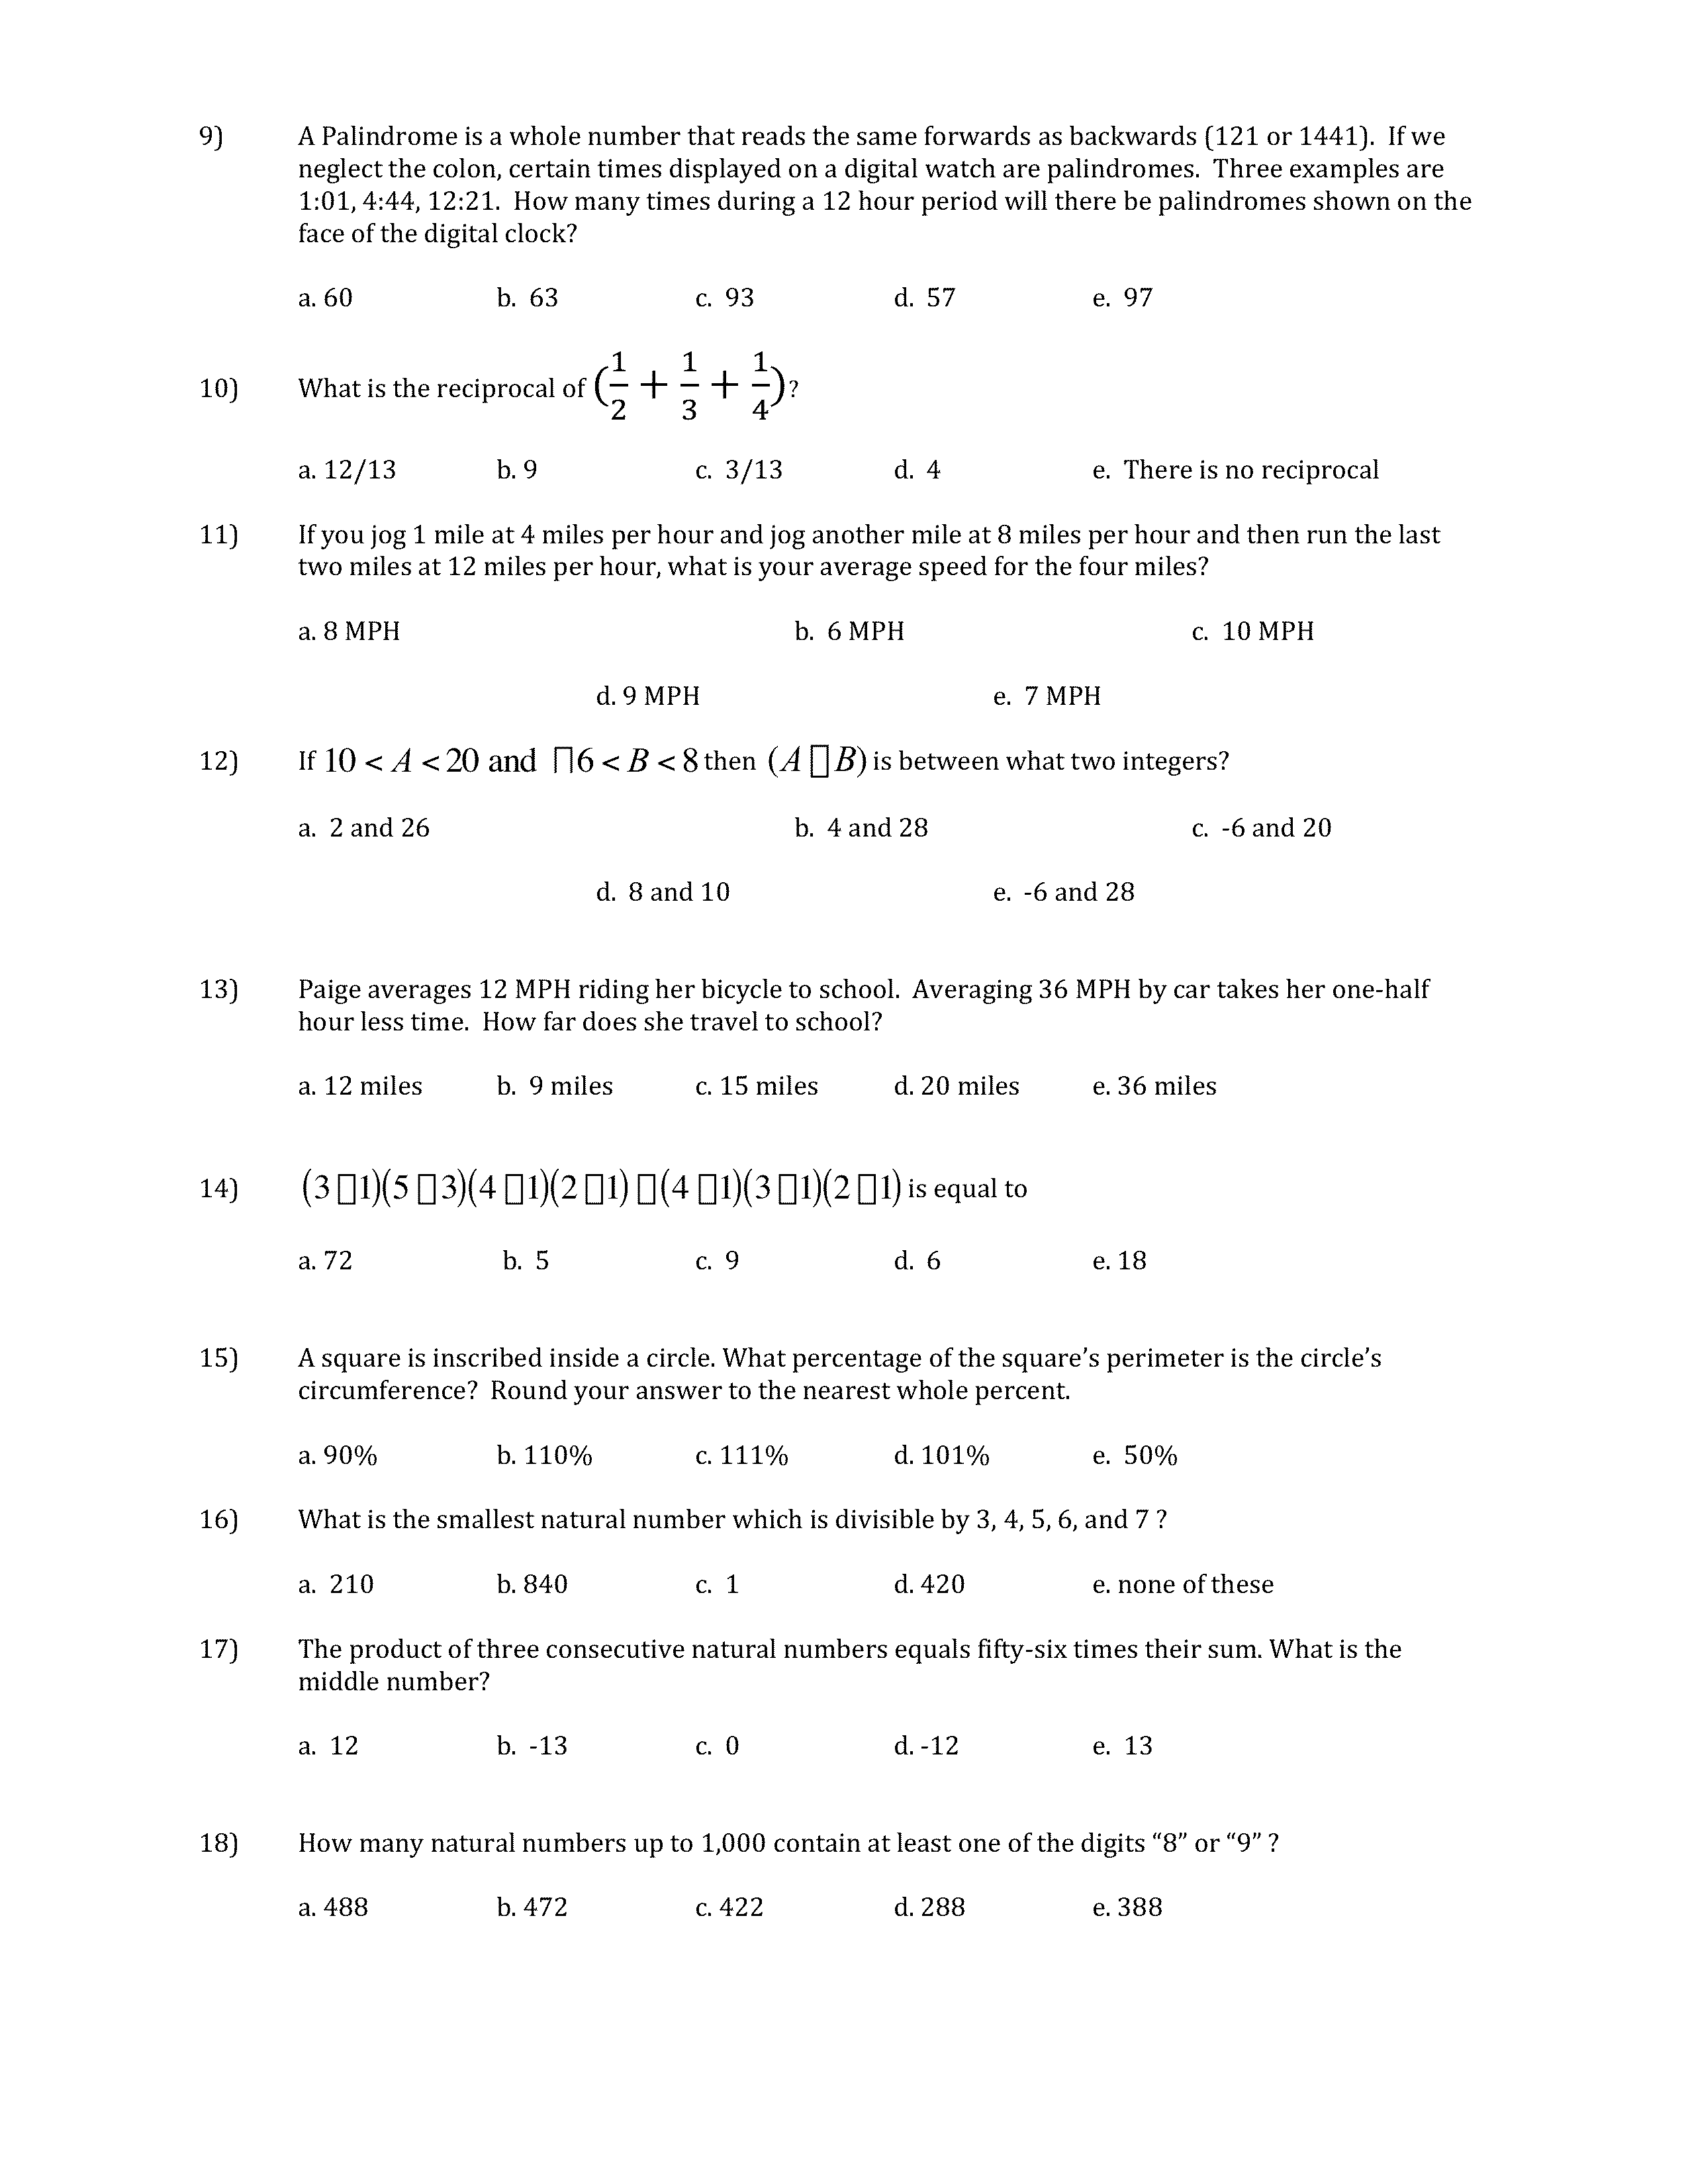 9) A Palindrome is a whole number that reads the same forwards as backwards (121 or 1441). If we
neglect the colon, certain times displayed on a digital watch are palindromes. Three examples are
1:01, 4:44, 12:21. How many times during a 12 hour period will there be palindromes shown on the
face of the digital clock?
a. 60 b. 63 c. 93 d. 57 e. 97
10) What is the reciprocal of (1/2 + 1/3 + 1/4)?
a. 12/13 b. 9 c. 3/13 d. 4 e. There is no reciprocal
11) If you jog 1 mile at 4 miles per hour and jog another mile at 8 miles per hour and then run the last
two miles at 12 miles per hour, what is your average speed for the four miles?
a. 8 MPH b. 6 MPH c. 10 MPH
d. 9 MPH e. 7 MPH
12) If 10 < A < 20 and □6 < B < 8 then (A □ B) is between what two integers?
a. 2 and 26 b. 4 and 28 c. -6 and 20
d. 8 and 10 e. -6 and 28
13) Paige averages 12 MPH riding her bicycle to school. Averaging 36 MPH by car takes her one-half
hour less time. How far does she travel to school?
a. 12 miles b. 9 miles c. 15 miles d. 20 miles e. 36 miles
14) (3 □ 1)(5 □ 3)(4 □ 1)(2 □ 1) □ (4 □ 1)(3 □ 1)(2 □ 1) is equal to
a. 72 b. 5 c. 9 d. 6 e. 18
15) A square is inscribed inside a circle. What percentage of the square’s perimeter is the circle’s
circumference? Round your answer to the nearest whole percent.
a. 90% b. 110% c. 111% d. 101% e. 50%
16) What is the smallest natural number which is divisible by 3, 4, 5, 6, and 7 ?
a. 210 b. 840 c. 1 d. 420 e. none of these
17) The product of three consecutive natural numbers equals fifty-six times their sum. What is the
middle number?
a. 12 b. -13 c. 0 d. -12 e. 13
18) How many natural numbers up to 1,000 contain at least one of the digits “8” or “9” ?
a. 488 b. 472 c. 422 d. 288 e. 388